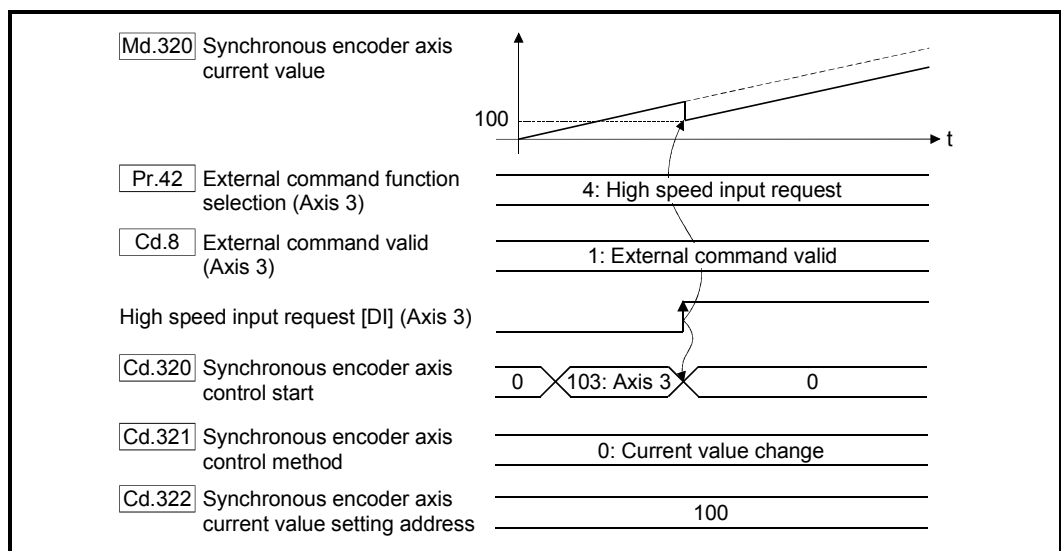 Md.320 Synchronous encoder axis
current value
100
t
Pr.42 External command function
selection (Axis 3)
4: High speed input request
Cd.8 External command valid
(Axis 3)
1: External command valid
High speed input request [DI] (Axis 3)
Cd.320 Synchronous encoder axis
control start
0 103: Axis 3 0
Cd.321 Synchronous encoder axis
control method
0: Current value change
Cd.322 Synchronous encoder axis
current value setting address
100